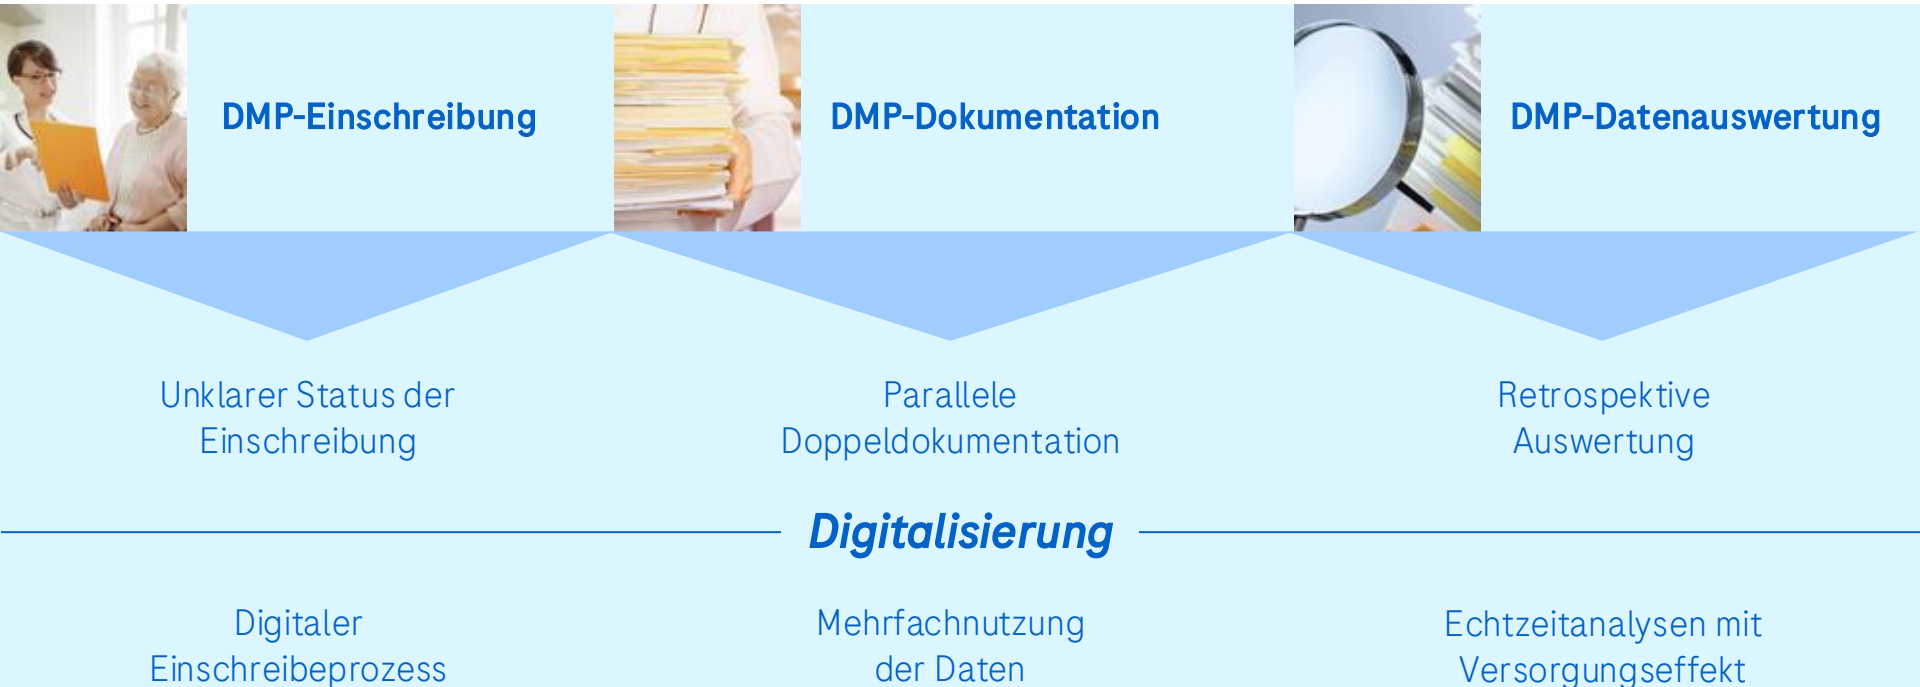 DMP-Einschreibung
DMP-Dokumentation
DMP-Datenauswertung
Unklarer Status der
Einschreibung
Parallele
Doppeldokumentation
Retrospektive
Auswertung
Digitalisierung
Digitaler
Einschreibeprozess
Mehrfachnutzung
der Daten
Echtzeitanalysen mit
Versorgungseffekt